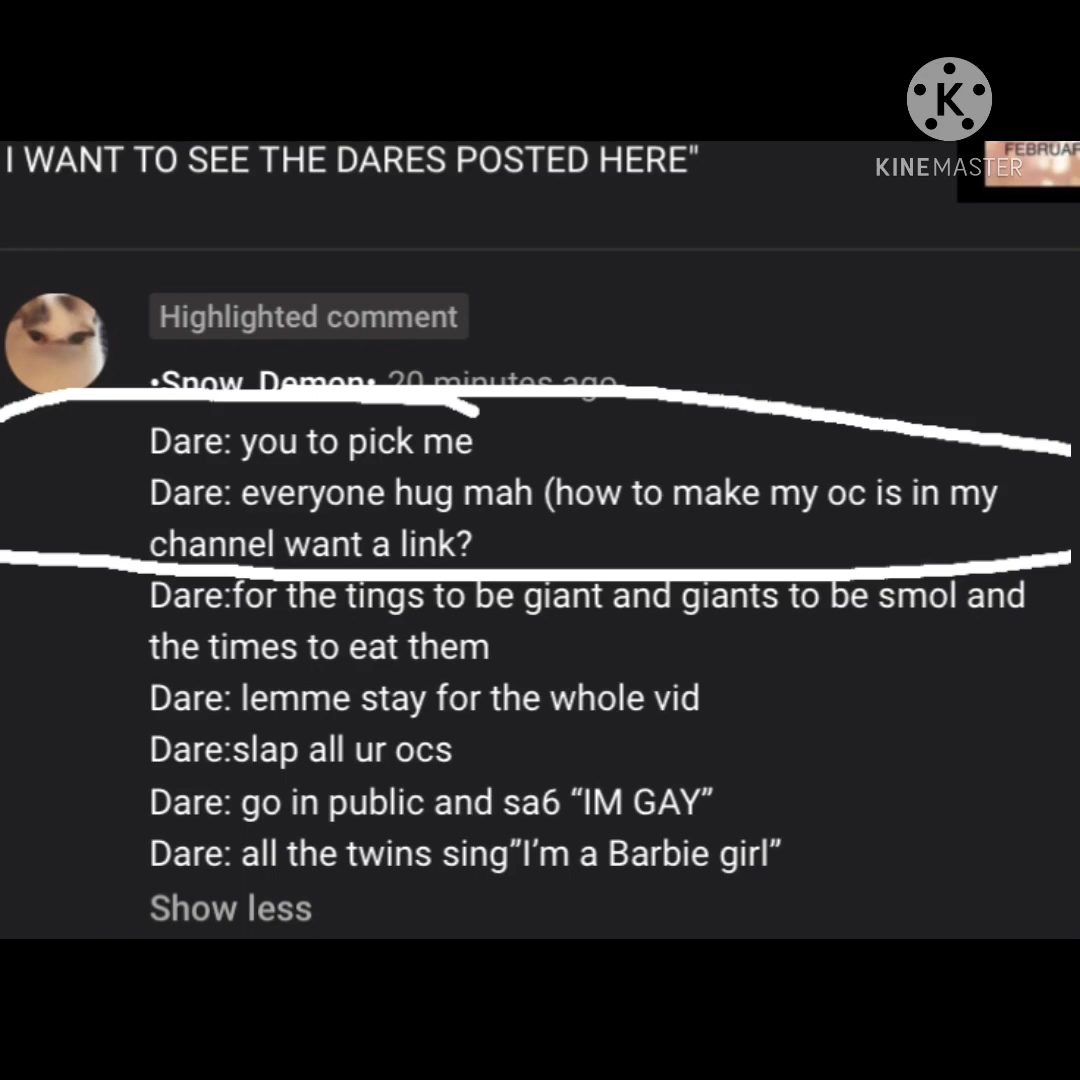 I WANT TO SEE THE DARES POSTED HERE"
K
KINEMASTER
Highlighted comment
•Snow_Demon• 20 minutes ago
Dare: you to pick me
Dare: everyone hug mah (how to make my oc is in my
channel want a link?
Dare:for the tings to be giant and giants to be smol and
the times to eat them
Dare: lemme stay for the whole vid
Dare:slap all ur ocs
Dare: go in public and sa6 “IM GAY”
Dare: all the twins sing”I’m a Barbie girl”
Show less